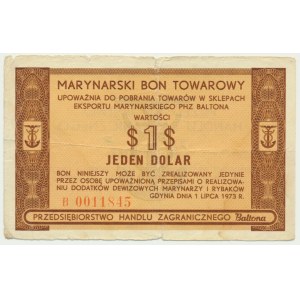 MARYNARSKI BON TOWAROWY
UPOWAŻNIA DO POBRANIA TOWARÓW W SKLEPACH
EKSPORTU MARYNARSKIEGO PHZ BALTONA
WARTOŚCI
$1$
JEDEN DOLAR
BON NINIEJSZY MOŻE BYĆ ZREALIZOWANY JEDYNIE
PRZEZ OSOBĘ UPOWAŻNIONĄ PRZEPISAMI O REALIZOWA-
NIU DODATKÓW DEWIZOWYCH MARYNARZY I RYBAKÓW
GDYNIA 1 LIPCA 1973 R.
B 0011845
PRZEDSIĘBIORSTWO HANDLU ZAGRANICZNEGO Baltona